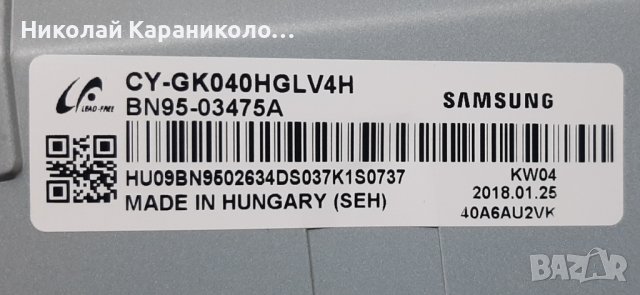 Николай Караниколо...
CY-GK040HGLV4H
BN95-03475A
SAMSUNG
LEAD-FREE
HU09BN9502634DS037K1S0737
MADE IN HUNGARY (SEH)
KW04
2018.01.25
40A6AU2VK
BAZAR